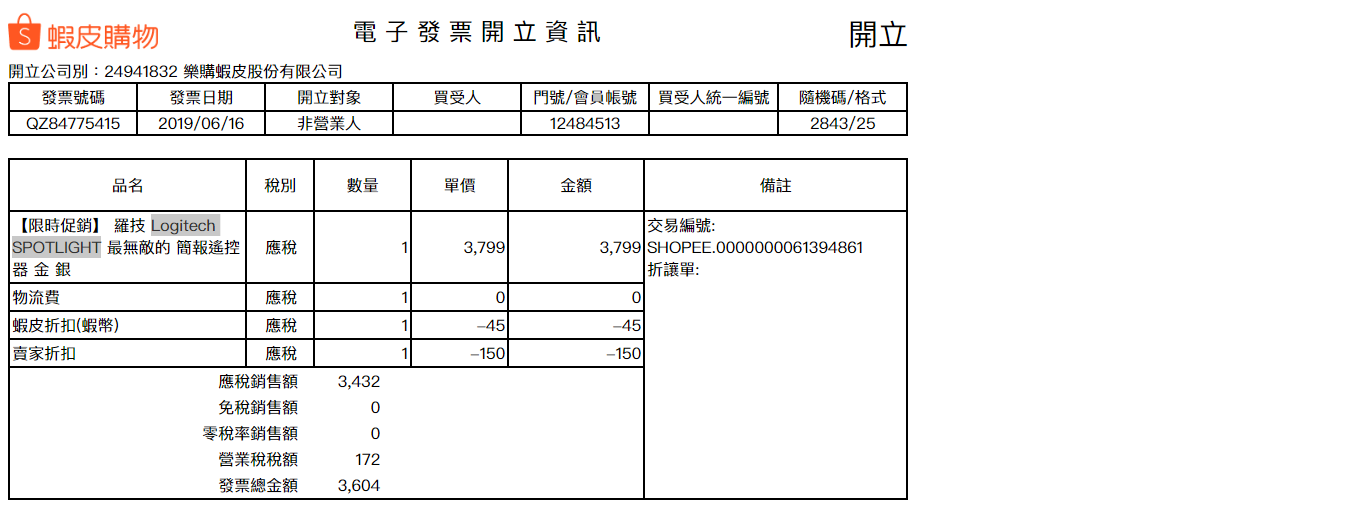 蝦皮購物
電子發票開立資訊
開立
開立公司別：24941832 樂購蝦皮股份有限公司
發票號碼 發票日期 開立對象 買受人 門號/會員帳號 買受人統一編號 隨機碼/格式
QZ84775415 2019/06/16 非營業人 12484513 2843/25
品名 稅別 數量 單價 金額 備註
【限時促銷】 羅技 Logitech
SPOTLIGHT 最無敵的 簡報遙控
器 金 銀
應稅 1 3,799 3,799
交易編號:
SHOPEE.0000000061394861
折讓單:
物流費 應稅 1 0 0
蝦皮折扣(蝦幣) 應稅 1 –45 –45
賣家折扣 應稅 1 –150 –150
應稅銷售額 3,432
免稅銷售額 0
零稅率銷售額 0
營業稅稅額 172
發票總金額 3,604